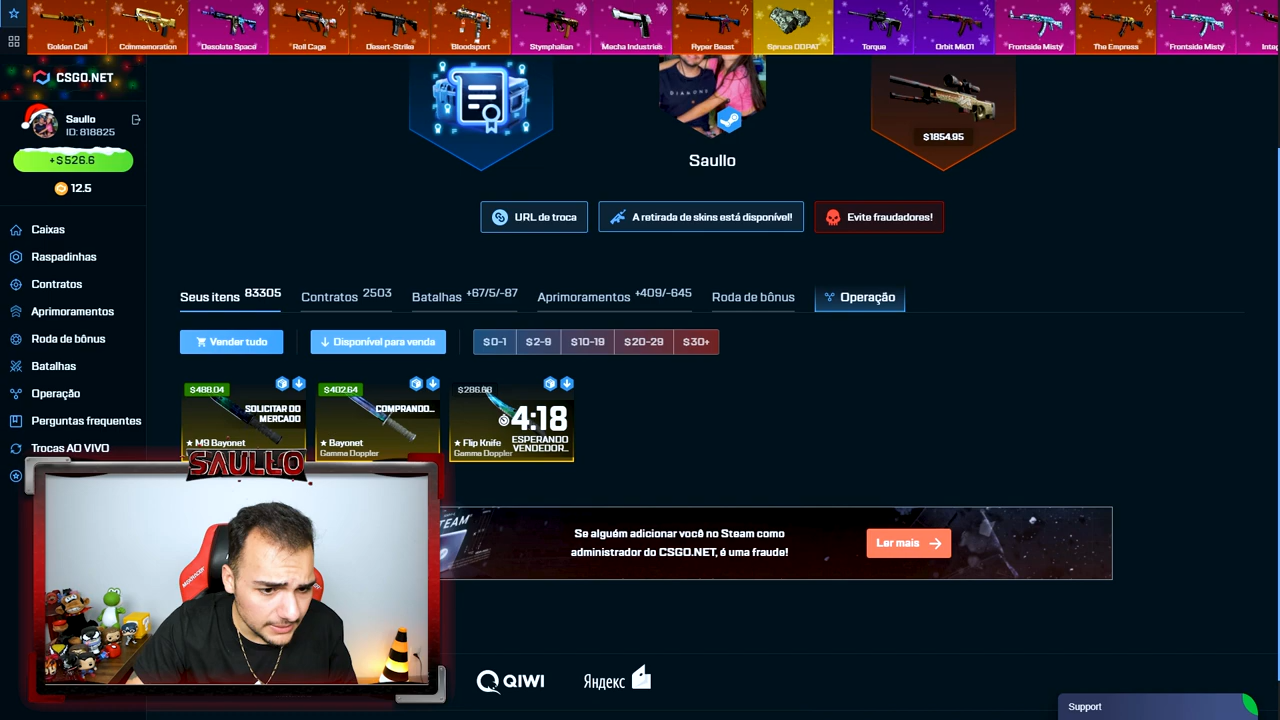 Golden Coil
Commemoration
Desolate Space
Roll Cage
Desert-Strike
Bloodsport
Stymphalian
Mecha Industries
Hyper Beast
Spruce DDPAT
Torque
Orbit Mk01
Frontside Misty
The Empress
Frontside Misty
CSGO.NET
Saullo
ID: 818825
+$526.6
12.5
Caixas
Raspadinhas
Contratos
Aprimoramentos
Roda de bônus
Batalhas
Operação
Perguntas frequentes
Trocas AO VIVO
DIAMOND
$1854.95
Saullo
URL de troca
A retirada de skins está disponível!
Evite fraudadores!
Seus itens 83305
Contratos 2503
Batalhas +67/5/-87
Aprimoramentos +409/-645
Roda de bônus
Operação
Vender tudo
Disponível para venda
$0-1
$2-9
$10-19
$20-29
$30+
$488.04
SOLICITAR DO
MERCADO
★ M9 Bayonet
$402.64
COMPRANDO...
★ Bayonet
Gamma Doppler
$286.68
4:18
ESPERANDO
VENDEDOR...
★ Flip Knife
Gamma Doppler
SAULLO
Se alguém adicionar você no Steam como
administrador do CSGO.NET, é uma fraude!
Ler mais
QIWI
Яндекс
Support